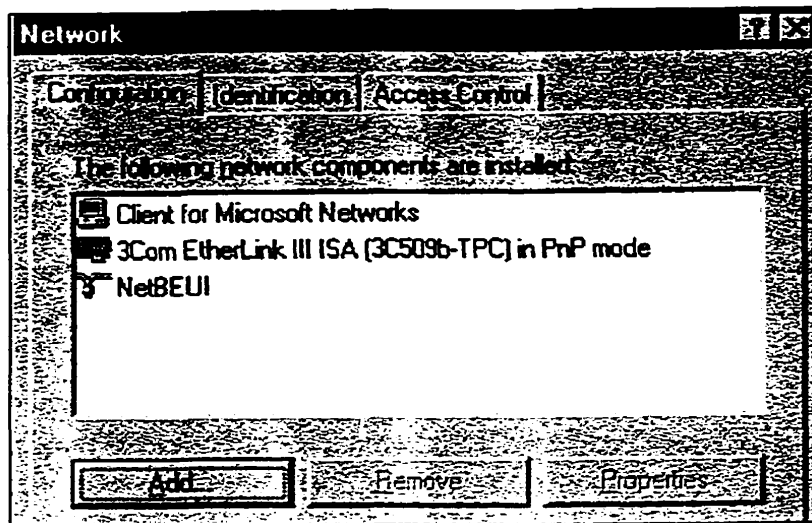 Network
Configuration Identification Access Control
The following network components are installed:
Client for Microsoft Networks
3Com EtherLink III ISA (3C509b-TPC) in PnP mode
NetBEUI
Add... Remove Properties